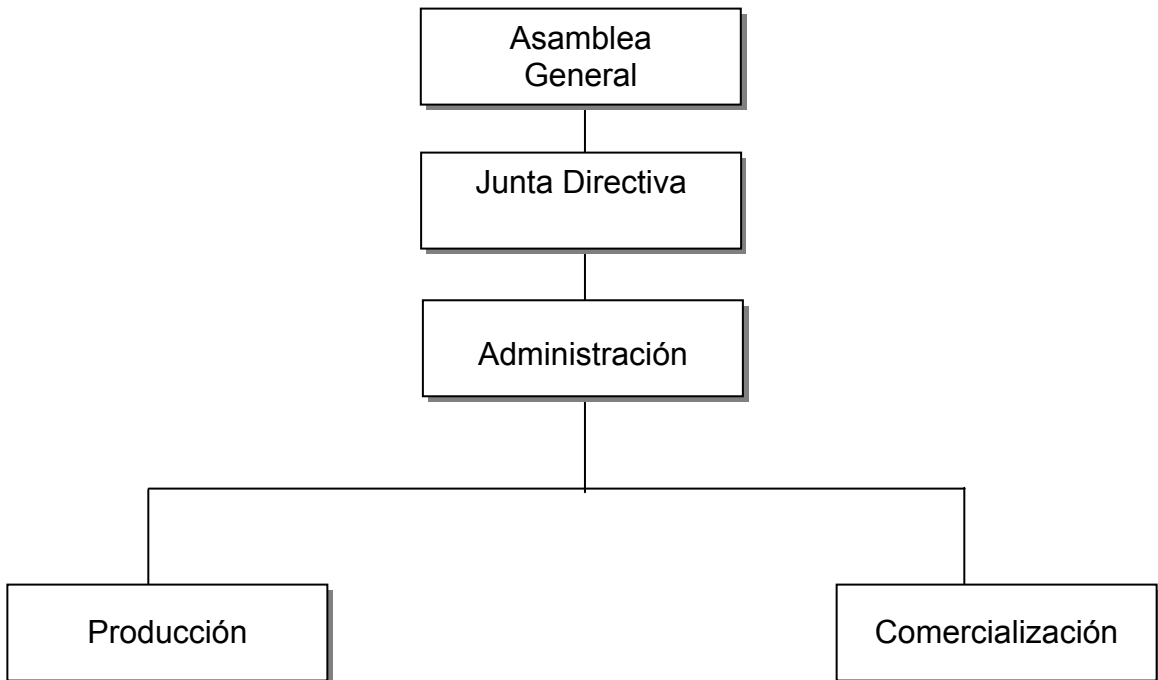 Asamblea
General
Junta Directiva
Administración
Producción
Comercialización